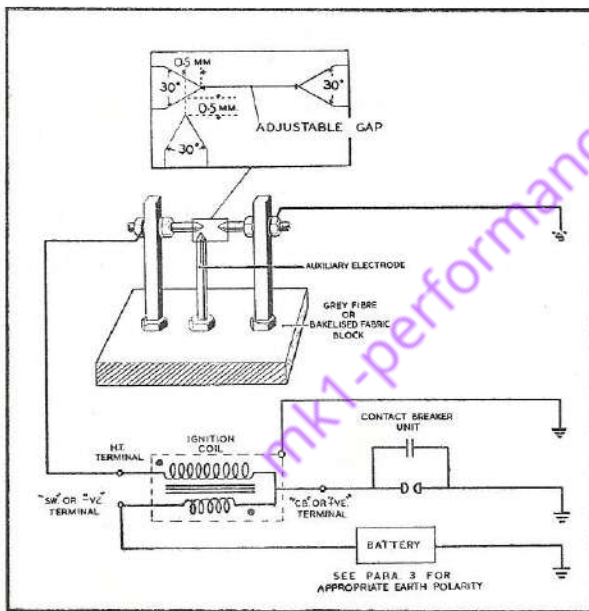 0·5 MM
30°
30°
0·5 MM.
ADJUSTABLE GAP
30°
AUXILIARY ELECTRODE
GREY FIBRE
OR
BAKELISED FABRIC
BLOCK
mk1-performanc
CONTACT BREAKER
UNIT
IGNITION
COIL
H.T.
TERMINAL
"SW" OR "-VE"
TERMINAL
"CB" OR "+VE"
TERMINAL
BATTERY
SEE PARA. 3 FOR
APPROPRIATE EARTH POLARITY